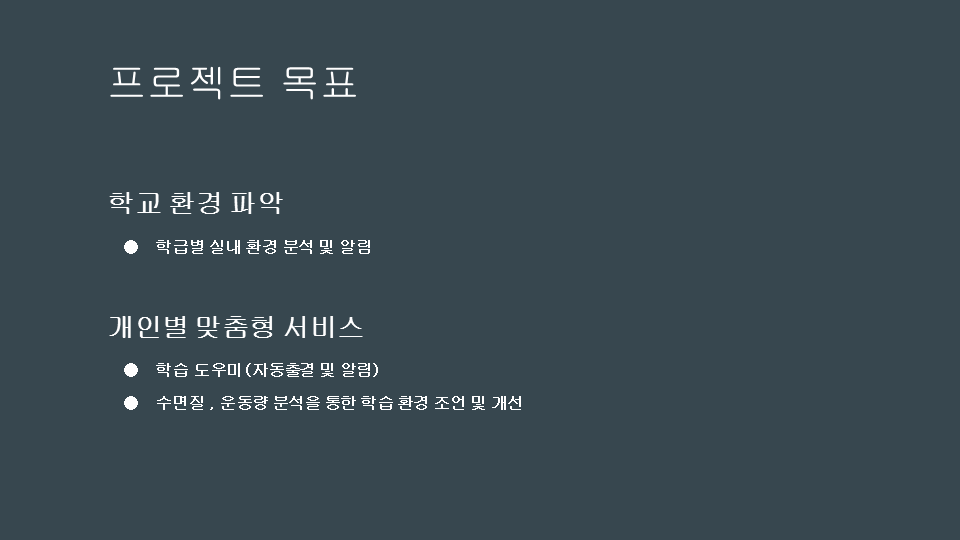 프로젝트 목표
학교 환경 파악
● 학급별 실내 환경 분석 및 알림
개인별 맞춤형 서비스
● 학습 도우미(자동출결 및 알림)
● 수면질, 운동량 분석을 통한 학습 환경 조언 및 개선